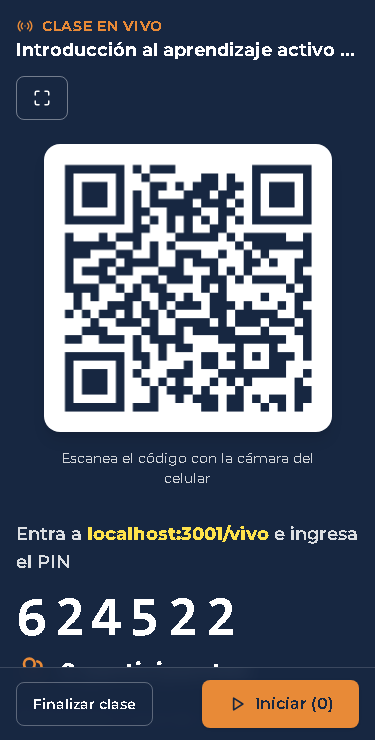 CLASE EN VIVO
Introducción al aprendizaje activo ...
Escanea el código con la cámara del
celular
Entra a localhost:3001/vivo e ingresa
el PIN
624522
Finalizar clase
Iniciar (0)